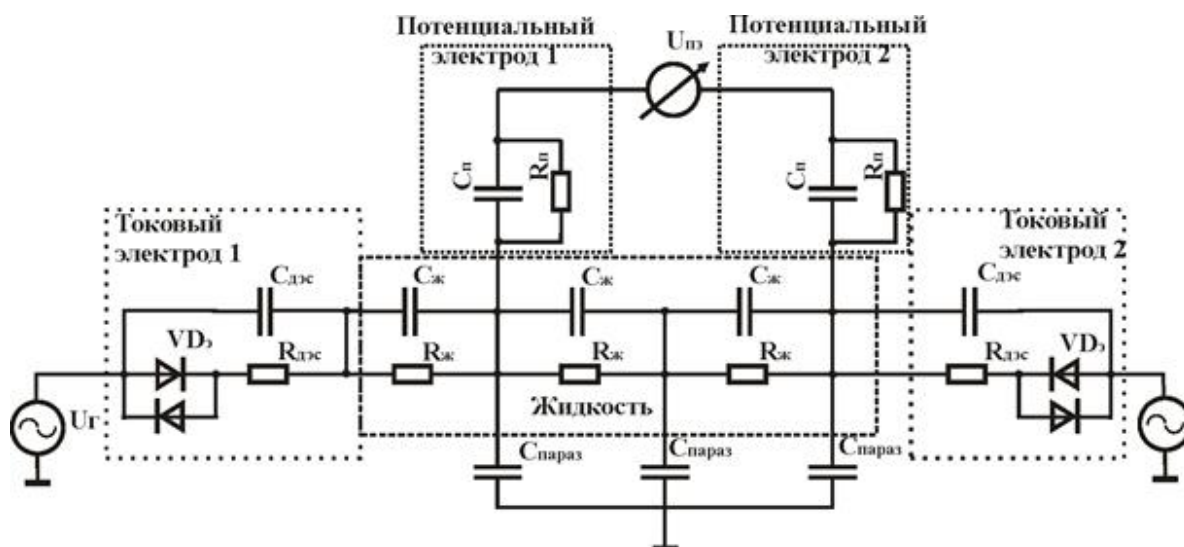 Потенциальный
электрод 1
Uпэ
Потенциальный
электрод 2
Cп
Rп
Cп
Rп
Токовый
электрод 1
Cдэс
VDэ
Rдэс
Uг
Cж
Cж
Cж
Rж
Rж
Rж
Жидкость
Токовый
электрод 2
Cдэс
Rдэс
VDэ
Cпараз
Cпараз
Cпараз